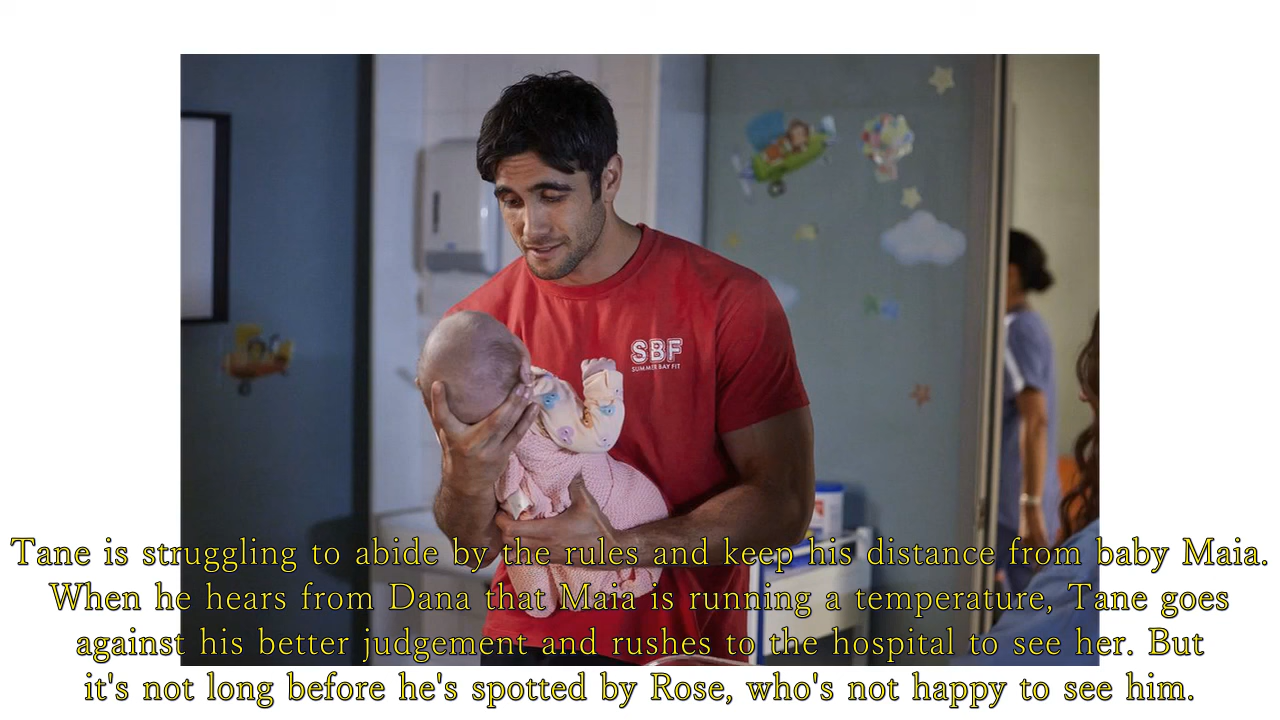 SBF
SUMMER BAY FIT
Tane is struggling to abide by the rules and keep his distance from baby Maia.
When he hears from Dana that Maia is running a temperature, Tane goes
against his better judgement and rushes to the hospital to see her. But
it's not long before he's spotted by Rose, who's not happy to see him.